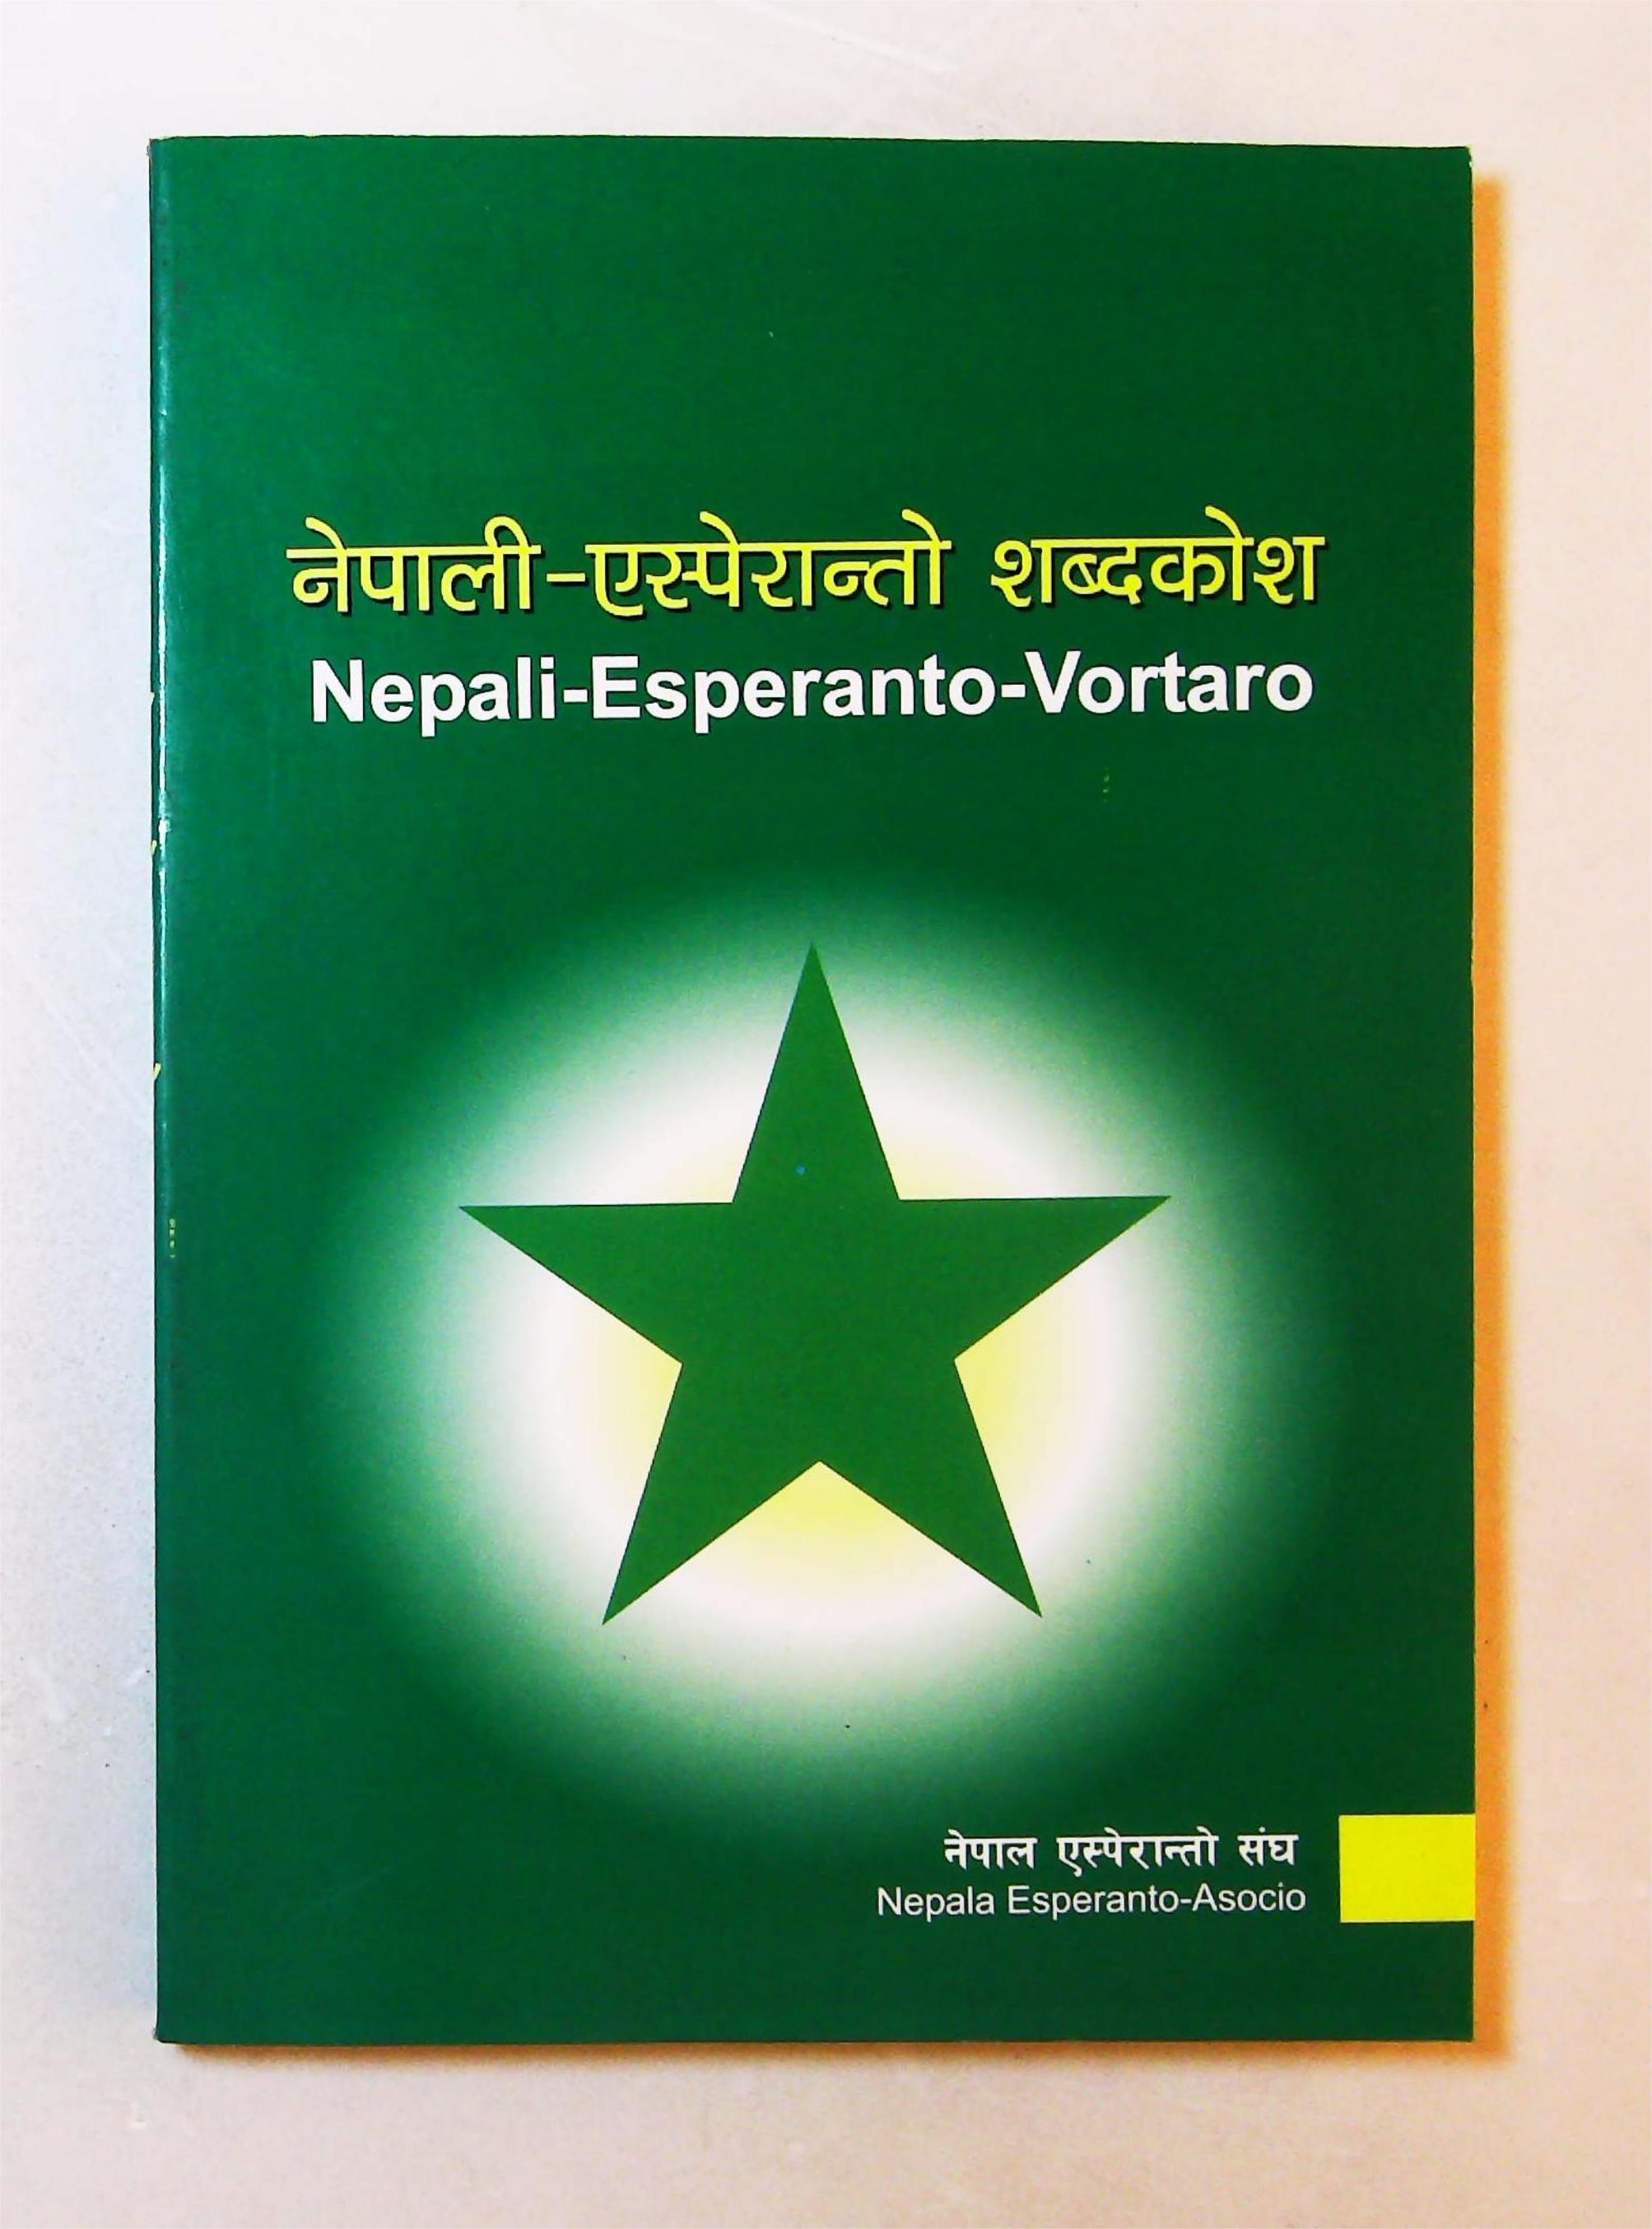 नेपाली-एस्पेरान्तो शब्दकोश
Nepali-Esperanto-Vortaro
नेपाल एस्पेरान्तो संघ
Nepala Esperanto-Asocio